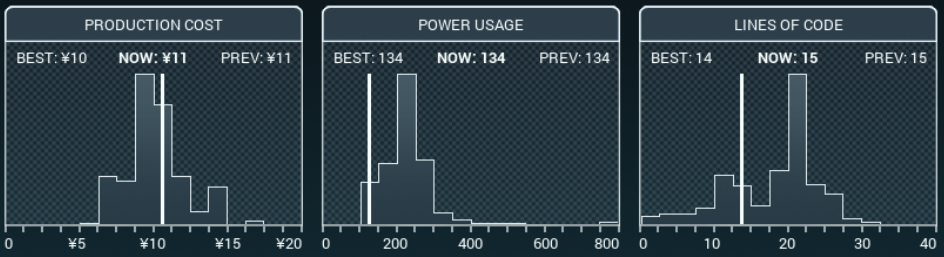 PRODUCTION COST
BEST: ¥10 NOW: ¥11 PREV: ¥11
0 ¥5 ¥10 ¥15 ¥20
POWER USAGE
BEST: 134 NOW: 134 PREV: 134
0 200 400 600 800
LINES OF CODE
BEST: 14 NOW: 15 PREV: 15
0 10 20 30 40